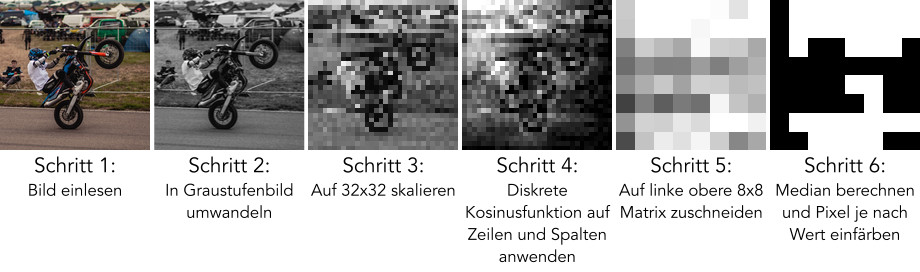 Schritt 1:
Bild einlesen
Schritt 2:
In Graustufenbild
umwandeln
Schritt 3:
Auf 32x32 skalieren
Schritt 4:
Diskrete
Kosinusfunktion auf
Zeilen und Spalten
anwenden
Schritt 5:
Auf linke obere 8x8
Matrix zuschneiden
Schritt 6:
Median berechnen
und Pixel je nach
Wert einfärben